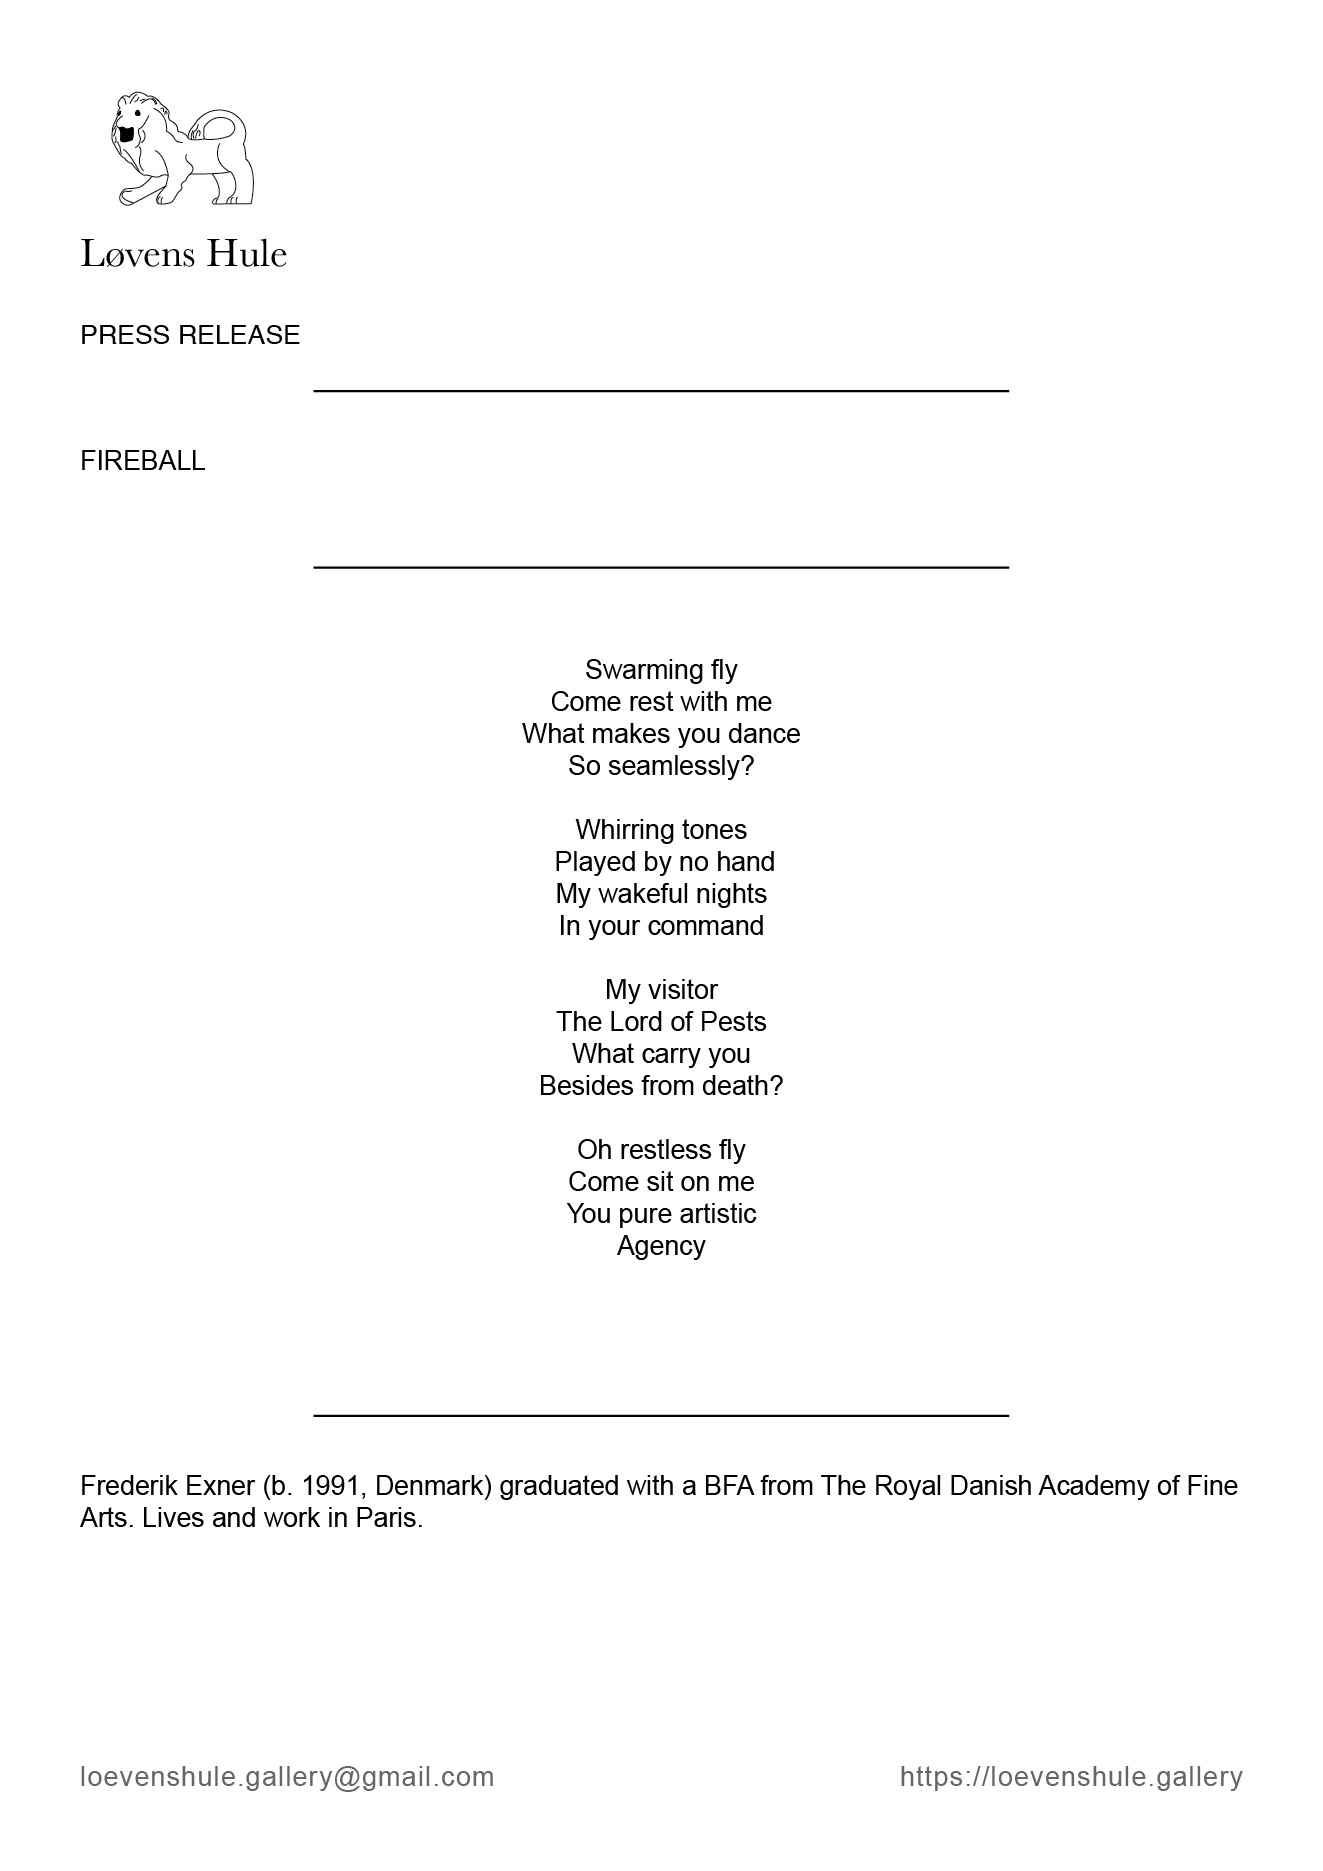 Løvens Hule
PRESS RELEASE
FIREBALL
Swarming fly
Come rest with me
What makes you dance
So seamlessly?
Whirring tones
Played by no hand
My wakeful nights
In your command
My visitor
The Lord of Pests
What carry you
Besides from death?
Oh restless fly
Come sit on me
You pure artistic
Agency
Frederik Exner (b. 1991, Denmark) graduated with a BFA from The Royal Danish Academy of Fine
Arts. Lives and work in Paris.
loevenshule.gallery@gmail.com
https://loevenshule.gallery